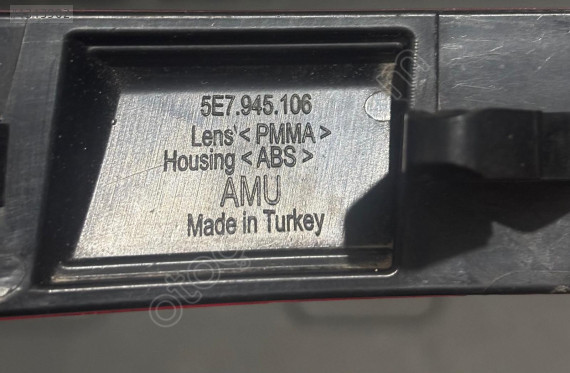 5E7.945.106
Lens <PMMA>
Housing <ABS>
AMU
Made in Turkey